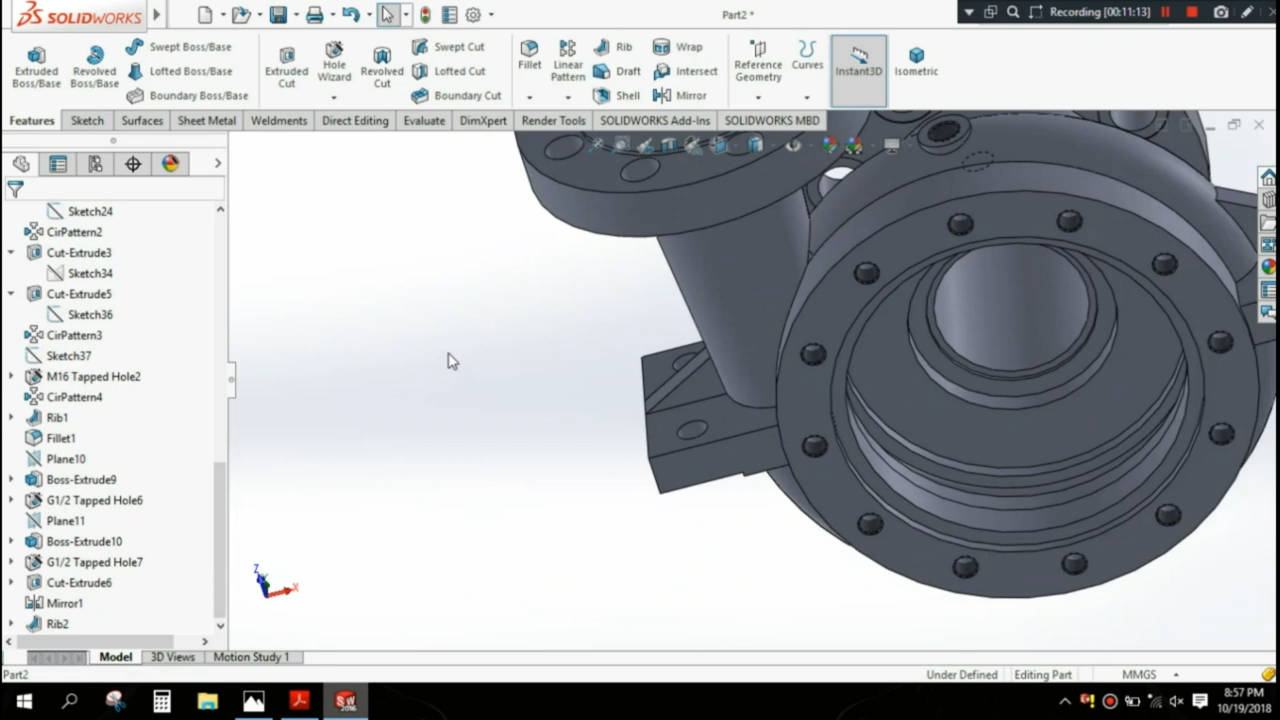 SOLIDWORKS
Part2 *
Recording [00:11:13]
Extruded Boss/Base
Revolved Boss/Base
Swept Boss/Base
Lofted Boss/Base
Boundary Boss/Base
Extruded Cut
Hole Wizard
Revolved Cut
Swept Cut
Lofted Cut
Boundary Cut
Fillet
Linear Pattern
Rib
Draft
Shell
Wrap
Intersect
Mirror
Reference Geometry
Curves
Instant3D
Isometric
Features Sketch Surfaces Sheet Metal Weldments Direct Editing Evaluate DimXpert Render Tools SOLIDWORKS Add-Ins SOLIDWORKS MBD
Sketch24
CirPattern2
Cut-Extrude3
Sketch34
Cut-Extrude5
Sketch36
CirPattern3
Sketch37
M16 Tapped Hole2
CirPattern4
Rib1
Fillet1
Plane10
Boss-Extrude9
G1/2 Tapped Hole6
Plane11
Boss-Extrude10
G1/2 Tapped Hole7
Cut-Extrude6
Mirror1
Rib2
Z
X
Model 3D Views Motion Study 1
Part2
Under Defined Editing Part MMGS
SW
2016
8:57 PM
10/19/2018